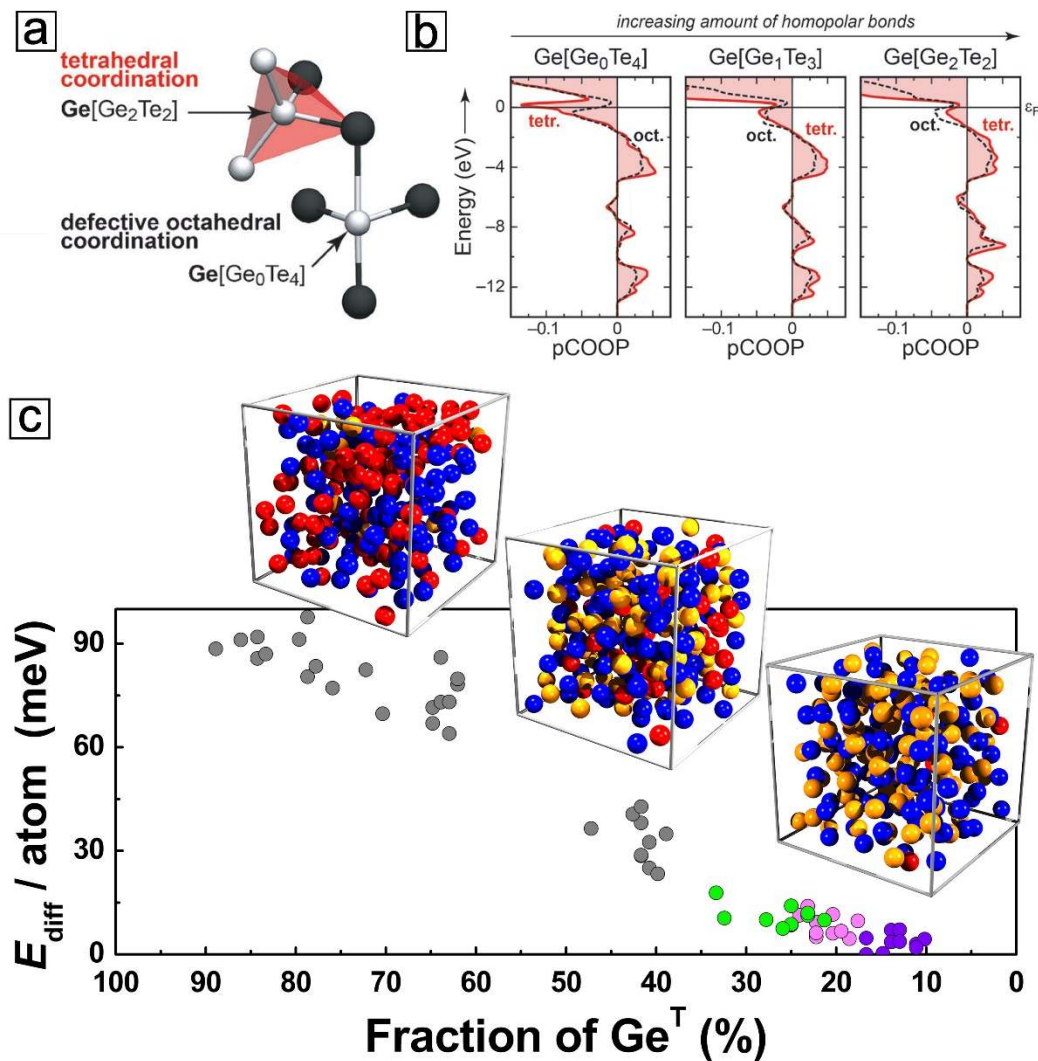 a
tetrahedral
coordination
Ge[Ge₂Te₂]
defective octahedral
coordination
Ge[Ge₀Te₄]
b
increasing amount of homopolar bonds
Ge[Ge₀Te₄] Ge[Ge₁Te₃] Ge[Ge₂Te₂]
Energy (eV)
0
−4
−8
−12
tetr. oct.
oct. tetr.
oct. tetr.
εF
−0.1 0 −0.1 0 −0.1 0
pCOOP pCOOP pCOOP
c
E diff / atom (meV)
90
60
30
0
100 90 80 70 60 50 40 30 20 10 0
Fraction of Geᵀ (%)